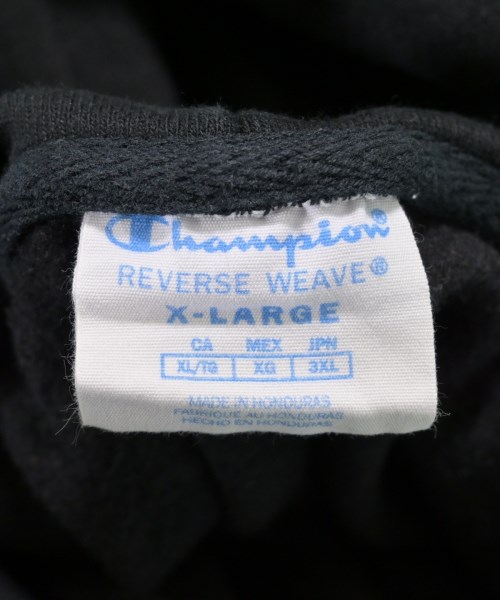 Champion®
REVERSE WEAVE®
X-LARGE
CA MEX JPN
XL/TG XG 3XL
MADE IN HONDURAS
FABRIQUE AU HONDURAS
HECHO EN HONDURAS